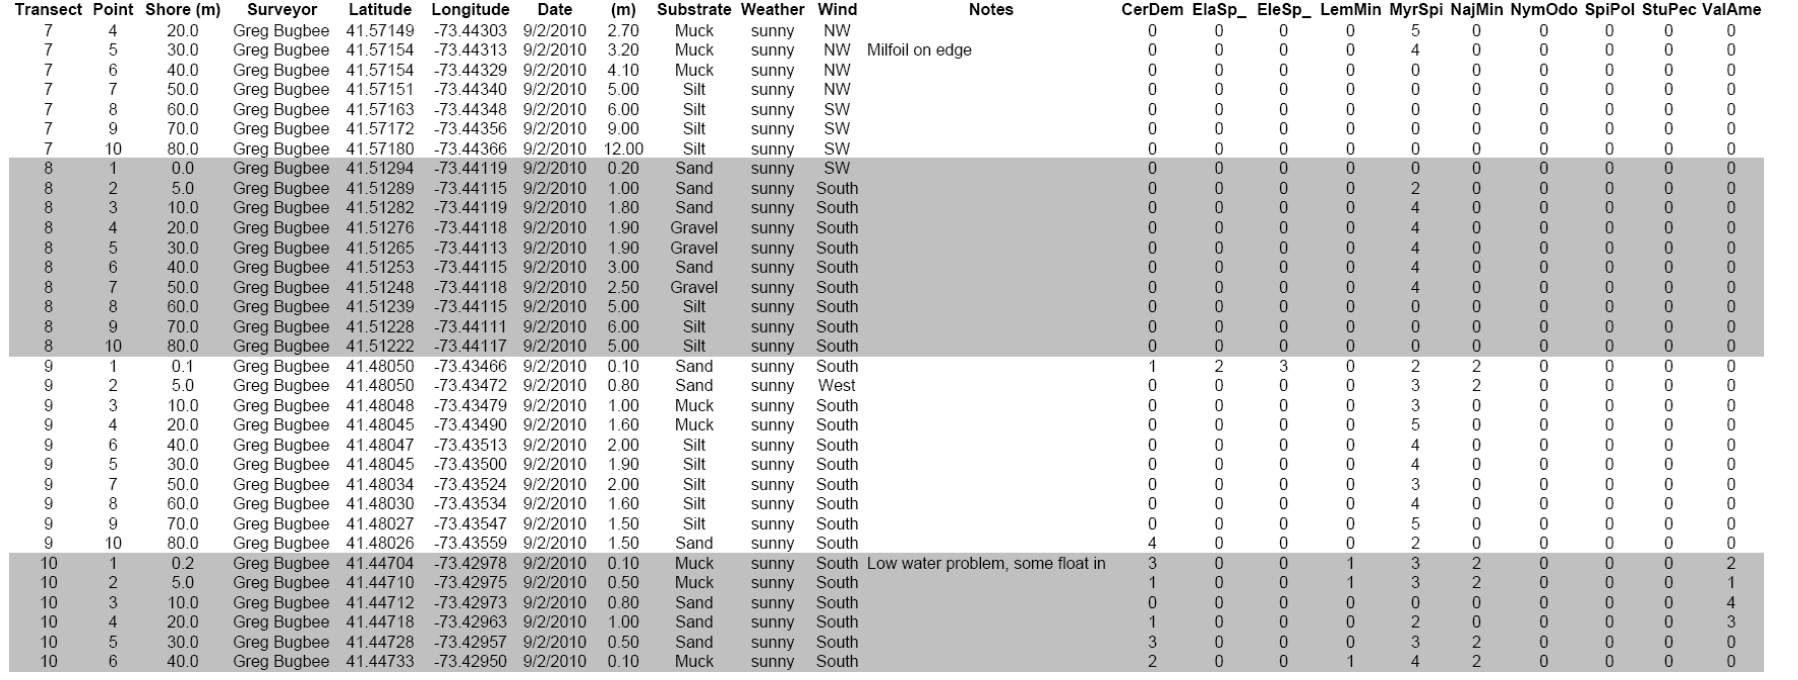 Transect Point Shore (m) Surveyor Latitude Longitude Date (m) Substrate Weather Wind Notes CerDem ElaSp_ EleSp_ LemMin MyrSpi NajMin NymOdo SpiPol StuPec ValAme
7 4 20.0 Greg Bugbee 41.57149 -73.44303 9/2/2010 2.70 Muck sunny NW 0 0 0 0 5 0 0 0 0 0
7 5 30.0 Greg Bugbee 41.57154 -73.44313 9/2/2010 3.20 Muck sunny NW Milfoil on edge 0 0 0 0 4 0 0 0 0 0
7 6 40.0 Greg Bugbee 41.57154 -73.44329 9/2/2010 4.10 Muck sunny NW 0 0 0 0 0 0 0 0 0 0
7 7 50.0 Greg Bugbee 41.57151 -73.44340 9/2/2010 5.00 Silt sunny NW 0 0 0 0 0 0 0 0 0 0
7 8 60.0 Greg Bugbee 41.57163 -73.44348 9/2/2010 6.00 Silt sunny SW 0 0 0 0 0 0 0 0 0 0
7 9 70.0 Greg Bugbee 41.57172 -73.44356 9/2/2010 9.00 Silt sunny SW 0 0 0 0 0 0 0 0 0 0
7 10 80.0 Greg Bugbee 41.57180 -73.44366 9/2/2010 12.00 Silt sunny SW 0 0 0 0 0 0 0 0 0 0
8 1 0.0 Greg Bugbee 41.51294 -73.44119 9/2/2010 0.20 Sand sunny SW 0 0 0 0 0 0 0 0 0 0
8 2 5.0 Greg Bugbee 41.51289 -73.44115 9/2/2010 1.00 Sand sunny South 0 0 0 0 2 0 0 0 0 0
8 3 10.0 Greg Bugbee 41.51282 -73.44119 9/2/2010 1.80 Sand sunny South 0 0 0 0 4 0 0 0 0 0
8 4 20.0 Greg Bugbee 41.51276 -73.44118 9/2/2010 1.90 Gravel sunny South 0 0 0 0 4 0 0 0 0 0
8 5 30.0 Greg Bugbee 41.51265 -73.44113 9/2/2010 1.90 Gravel sunny South 0 0 0 0 4 0 0 0 0 0
8 6 40.0 Greg Bugbee 41.51253 -73.44115 9/2/2010 3.00 Sand sunny South 0 0 0 0 4 0 0 0 0 0
8 7 50.0 Greg Bugbee 41.51248 -73.44118 9/2/2010 2.50 Gravel sunny South 0 0 0 0 4 0 0 0 0 0
8 8 60.0 Greg Bugbee 41.51239 -73.44115 9/2/2010 5.00 Silt sunny South 0 0 0 0 0 0 0 0 0 0
8 9 70.0 Greg Bugbee 41.51228 -73.44111 9/2/2010 6.00 Silt sunny South 0 0 0 0 0 0 0 0 0 0
8 10 80.0 Greg Bugbee 41.51222 -73.44117 9/2/2010 5.00 Silt sunny South 0 0 0 0 0 0 0 0 0 0
9 1 0.1 Greg Bugbee 41.48050 -73.43466 9/2/2010 0.10 Sand sunny South 1 2 3 0 2 2 0 0 0 0
9 2 5.0 Greg Bugbee 41.48050 -73.43472 9/2/2010 0.80 Sand sunny West 0 0 0 0 3 2 0 0 0 0
9 3 10.0 Greg Bugbee 41.48048 -73.43479 9/2/2010 1.00 Muck sunny South 0 0 0 0 3 0 0 0 0 0
9 4 20.0 Greg Bugbee 41.48045 -73.43490 9/2/2010 1.60 Muck sunny South 0 0 0 0 5 0 0 0 0 0
9 6 40.0 Greg Bugbee 41.48047 -73.43513 9/2/2010 2.00 Silt sunny South 0 0 0 0 4 0 0 0 0 0
9 5 30.0 Greg Bugbee 41.48045 -73.43500 9/2/2010 1.90 Silt sunny South 0 0 0 0 4 0 0 0 0 0
9 7 50.0 Greg Bugbee 41.48034 -73.43524 9/2/2010 2.00 Silt sunny South 0 0 0 0 3 0 0 0 0 0
9 8 60.0 Greg Bugbee 41.48030 -73.43534 9/2/2010 1.60 Silt sunny South 0 0 0 0 4 0 0 0 0 0
9 9 70.0 Greg Bugbee 41.48027 -73.43547 9/2/2010 1.50 Silt sunny South 0 0 0 0 5 0 0 0 0 0
9 10 80.0 Greg Bugbee 41.48026 -73.43559 9/2/2010 1.50 Sand sunny South 4 0 0 0 2 0 0 0 0 0
10 1 0.2 Greg Bugbee 41.44704 -73.42978 9/2/2010 0.10 Muck sunny South Low water problem, some float in 3 0 0 1 3 2 0 0 0 2
10 2 5.0 Greg Bugbee 41.44710 -73.42975 9/2/2010 0.50 Muck sunny South 1 0 0 1 3 2 0 0 0 1
10 3 10.0 Greg Bugbee 41.44712 -73.42973 9/2/2010 0.80 Sand sunny South 0 0 0 0 0 0 0 0 0 4
10 4 20.0 Greg Bugbee 41.44718 -73.42963 9/2/2010 1.00 Sand sunny South 1 0 0 0 2 0 0 0 0 3
10 5 30.0 Greg Bugbee 41.44728 -73.42957 9/2/2010 0.50 Sand sunny South 3 0 0 0 3 2 0 0 0 0
10 6 40.0 Greg Bugbee 41.44733 -73.42950 9/2/2010 0.10 Muck sunny South 2 0 0 1 4 2 0 0 0 0